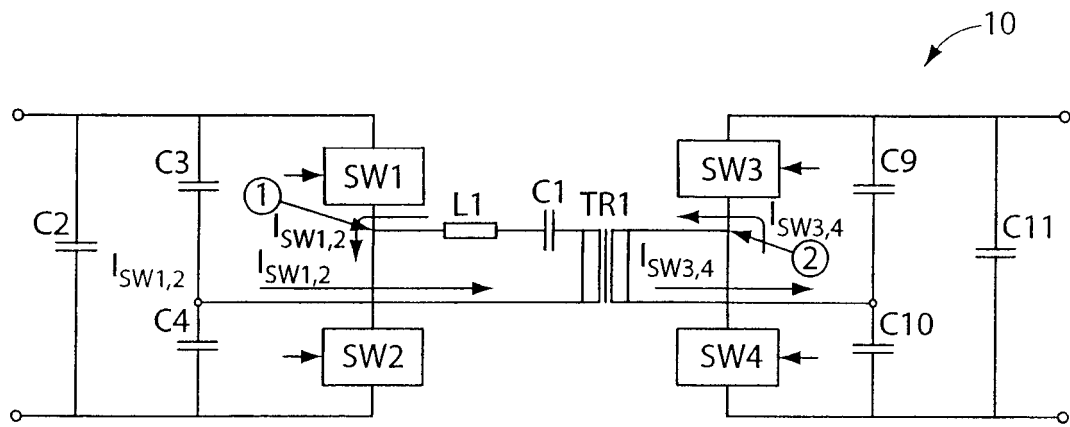 10
C3
SW1
SW3
C9
1
L1
C1
TR1
I SW3,4
C2
I SW1,2
2
C11
I SW1,2
I SW3,4
I SW1,2
C4
C10
SW2
SW4